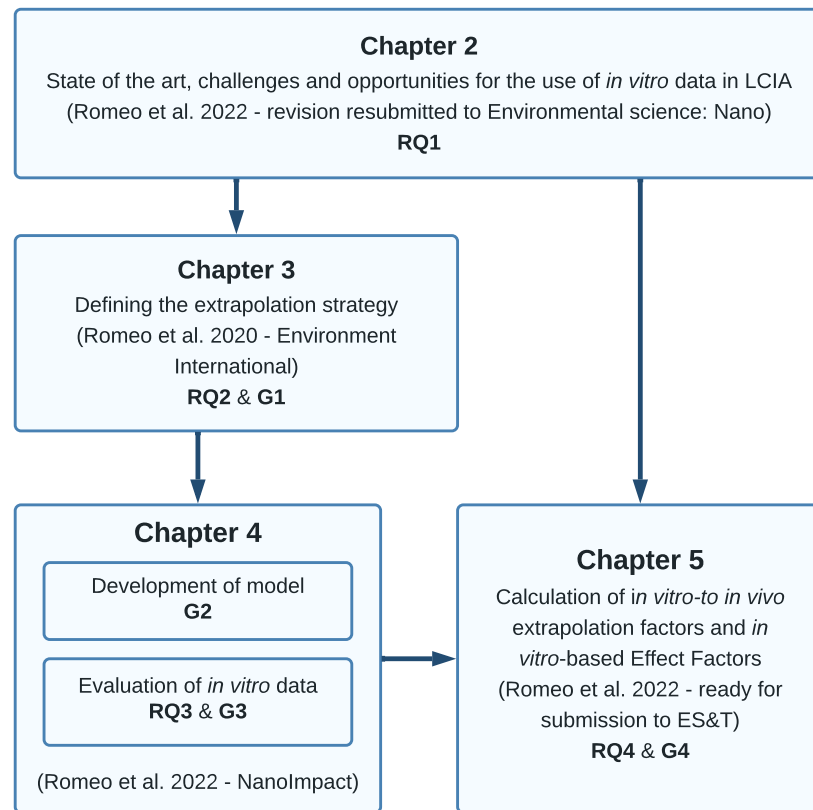 Chapter 2
State of the art, challenges and opportunities for the use of in vitro data in LCIA
(Romeo et al. 2022 - revision resubmitted to Environmental science: Nano)
RQ1
Chapter 3
Defining the extrapolation strategy
(Romeo et al. 2020 - Environment
International)
RQ2 & G1
Chapter 4
Development of model
G2
Evaluation of in vitro data
RQ3 & G3
(Romeo et al. 2022 - NanoImpact)
Chapter 5
Calculation of in vitro-to in vivo
extrapolation factors and in
vitro-based Effect Factors
(Romeo et al. 2022 - ready for
submission to ES&T)
RQ4 & G4